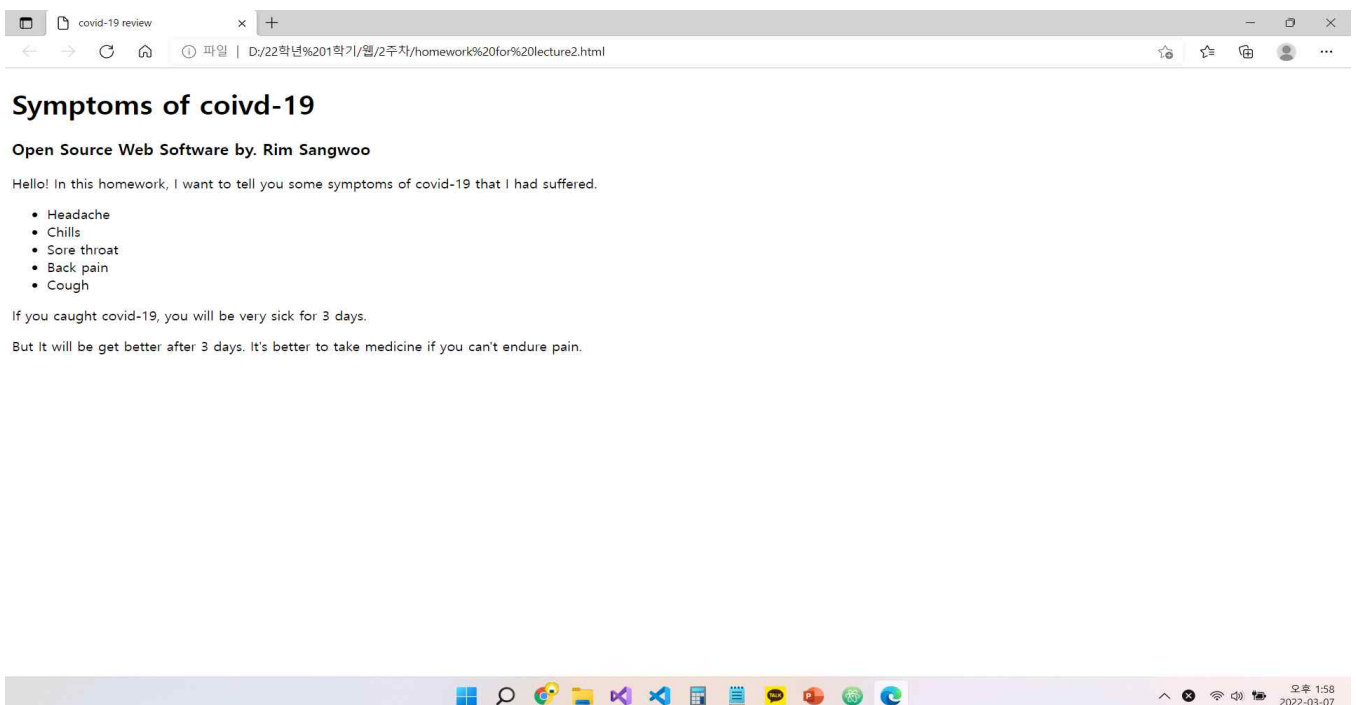 covid-19 review
파일 | D:/22학년%201학기/웹/2주차/homework%20for%20lecture2.html
Symptoms of coivd-19
Open Source Web Software by. Rim Sangwoo
Hello! In this homework, I want to tell you some symptoms of covid-19 that I had suffered.
• Headache
• Chills
• Sore throat
• Back pain
• Cough
If you caught covid-19, you will be very sick for 3 days.
But It will be get better after 3 days. It's better to take medicine if you can't endure pain.
TALK
오후 1:58
2022-03-07